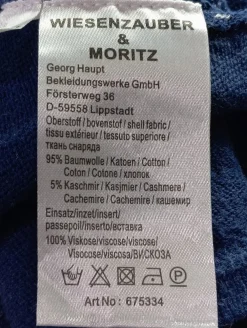 WIESENZAUBER
&
MORITZ
Georg Haupt
Bekleidungswerke GmbH
Försterweg 36
D-59558 Lippstadt
Oberstoff / bovenstof / shell fabric /
tissu extérieur / tessuto superiore /
ткань снаряда
95% Baumwolle / Katoen / Cotton /
Coton / Cotone / хлопок
5% Kaschmir / Kasjmier / Cashmere /
Cachemire / Cachemire / кашемир
Einsatz/inzet/insert/
passepoil/inserto/вставка
100% Viskose/viscose/viscose/
Visocose/viscosa/ВИСКОЗА
Art No : 675334